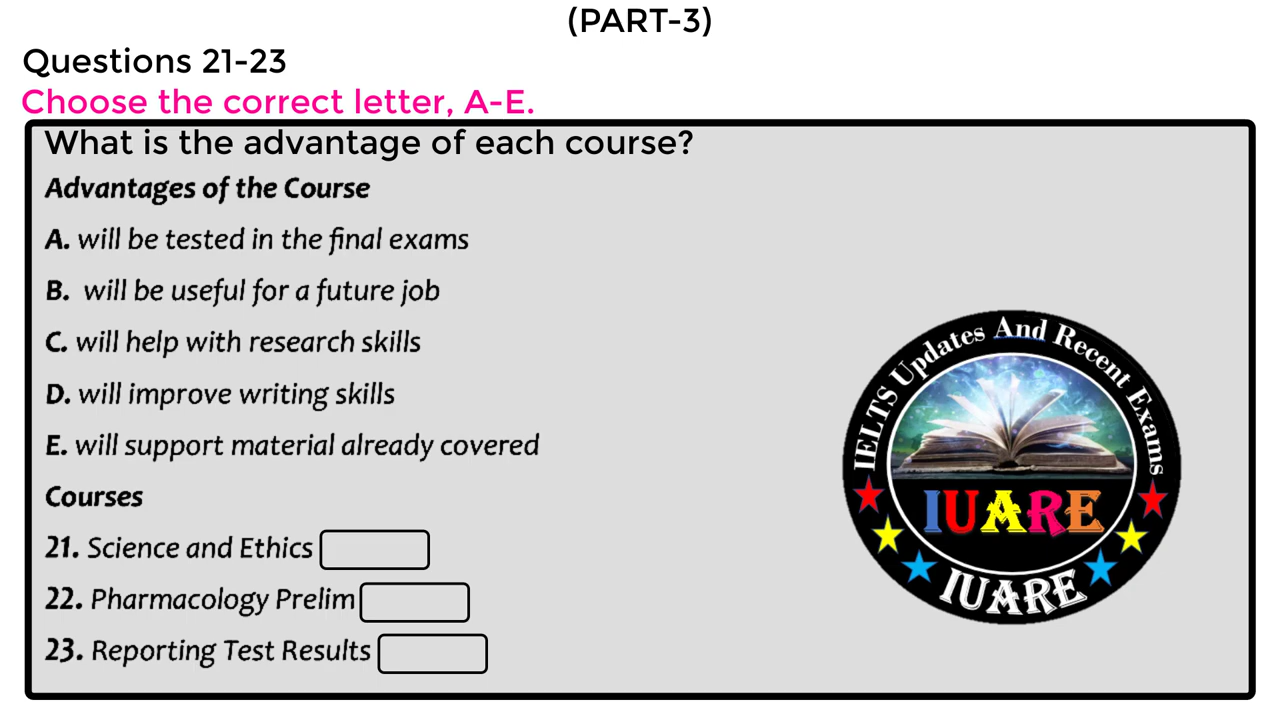 (PART-3)
Questions 21-23
Choose the correct letter, A-E.
What is the advantage of each course?
Advantages of the Course
A. will be tested in the final exams
B. will be useful for a future job
C. will help with research skills
D. will improve writing skills
E. will support material already covered
Courses
21. Science and Ethics
22. Pharmacology Prelim
23. Reporting Test Results
IELTS Updates And Recent Exams
IUARE
IUARE